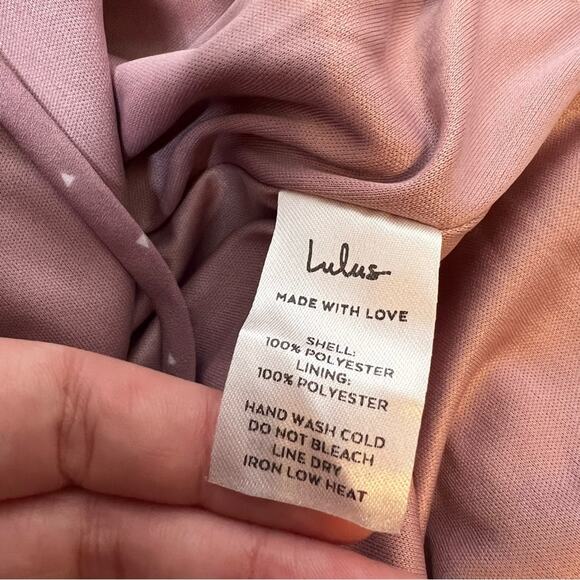 Lulus
MADE WITH LOVE
SHELL:
100% POLYESTER
LINING:
100% POLYESTER
HAND WASH COLD
DO NOT BLEACH
LINE DRY
IRON LOW HEAT